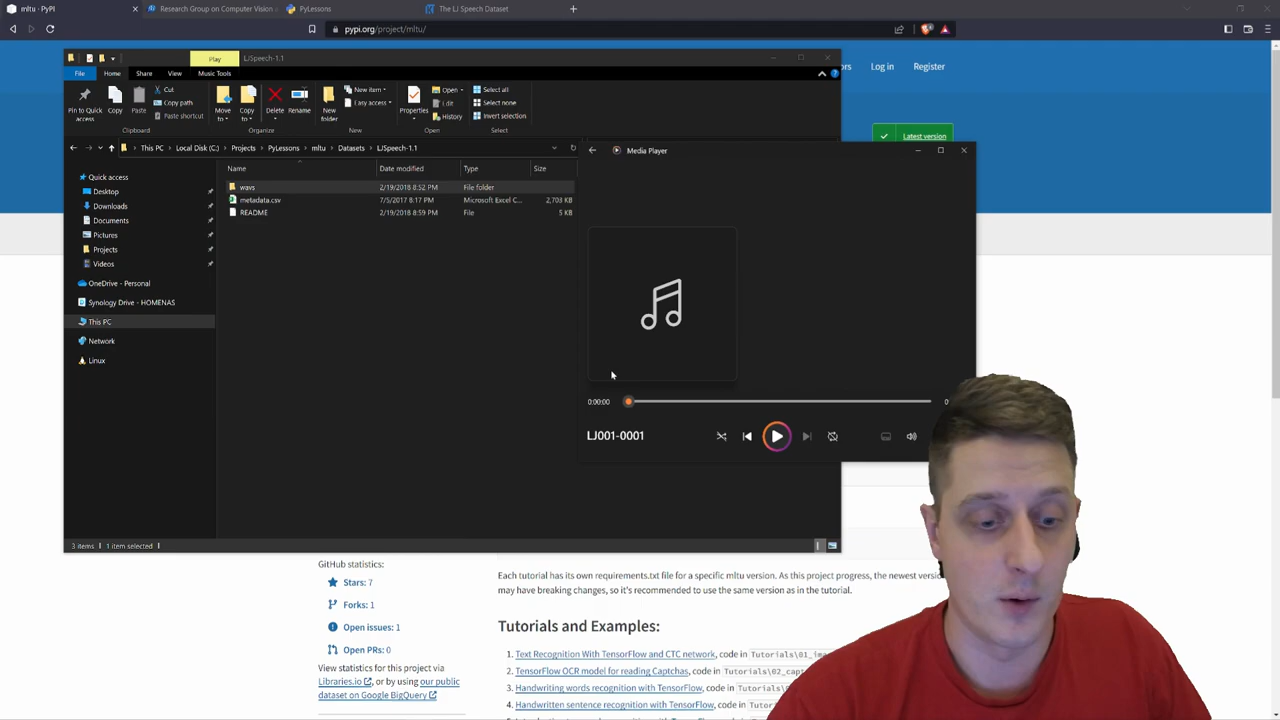 mltu · PyPI
Research Group on Computer Vision
PyLessons
The LJ Speech Dataset
pypi.org/project/mltu/
Log in
Register
Latest version
Play
LJSpeech-1.1
File
Home
Share
View
Music Tools
Pin to Quick access
Copy
Paste
Cut
Copy path
Paste shortcut
Clipboard
Move to
Copy to
Delete
Rename
Organize
New folder
New item
Easy access
New
Properties
Open
Edit
History
Open
Select all
Select none
Invert selection
Select
This PC
Local Disk (C:)
Projects
PyLessons
mltu
Datasets
LJSpeech-1.1
Name
Date modified
Type
Size
wavs 2/19/2018 8:52 PM File folder
metadata.csv 7/5/2017 8:17 PM Microsoft Excel C... 2,703 KB
README 2/19/2018 8:59 PM File 5 KB
Quick access
Desktop
Downloads
Documents
Pictures
Projects
Videos
OneDrive - Personal
Synology Drive - HOMENAS
This PC
Network
Linux
3 items
1 item selected
Media Player
0:00:00
0
LJ001-0001
GitHub statistics:
Stars: 7
Forks: 1
Open issues: 1
Open PRs: 0
View statistics for this project via
Libraries.io, or by using our public
dataset on Google BigQuery
Each tutorial has its own requirements.txt file for a specific mltu version. As this project progress, the newest
may have breaking changes, so it's recommended to use the same version as in the tutorial.
Tutorials and Examples:
1. Text Recognition With TensorFlow and CTC network, code in Tutorials\01_im
2. TensorFlow OCR model for reading Captchas, code in Tutorials\02_cap
3. Handwriting words recognition with TensorFlow, code in Tutorials
4. Handwritten sentence recognition with TensorFlow, code in